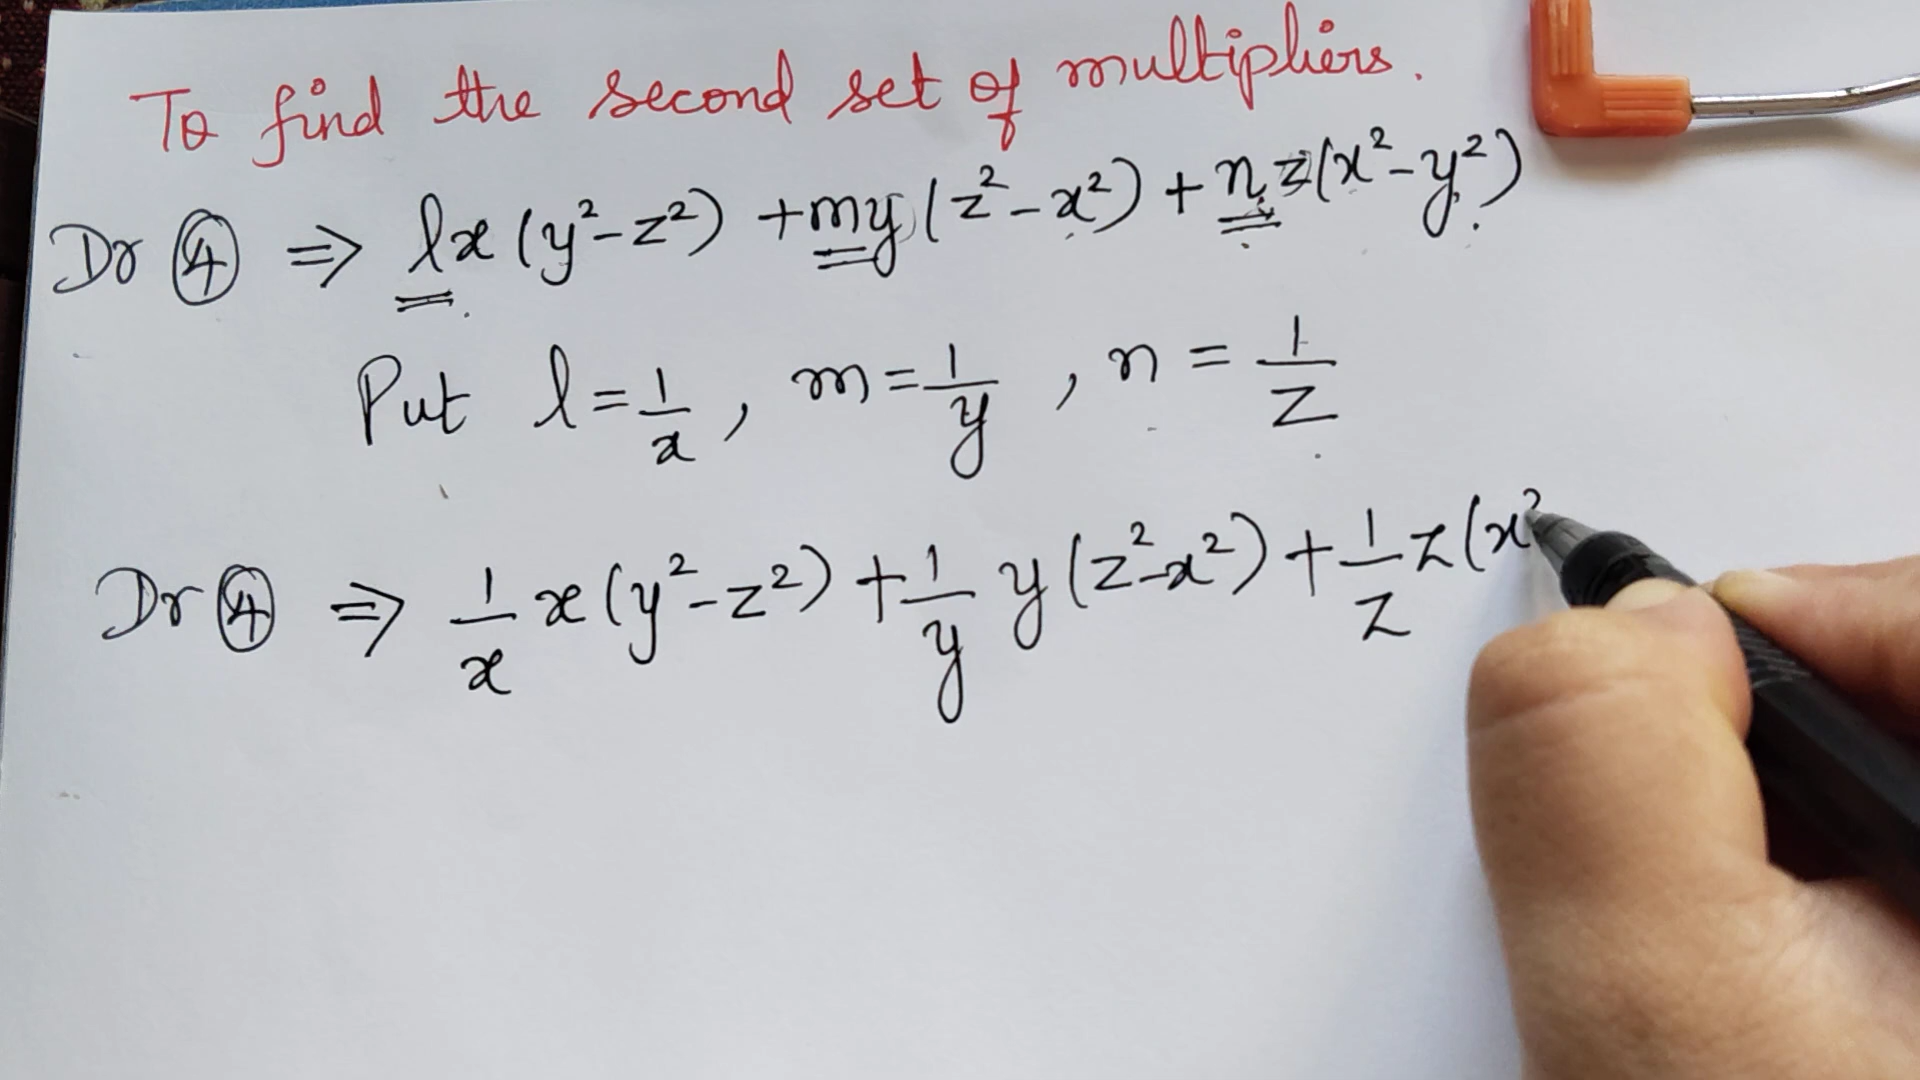 To find the second set of multipliers.
Dr ④ ⇒ lx(y²-z²) + my(z²-x²) + nz(x²-y²)
Put l = 1/x, m = 1/y, n = 1/z
Dr ④ ⇒ 1/x x(y²-z²) + 1/y y(z²-x²) + 1/z z(x²